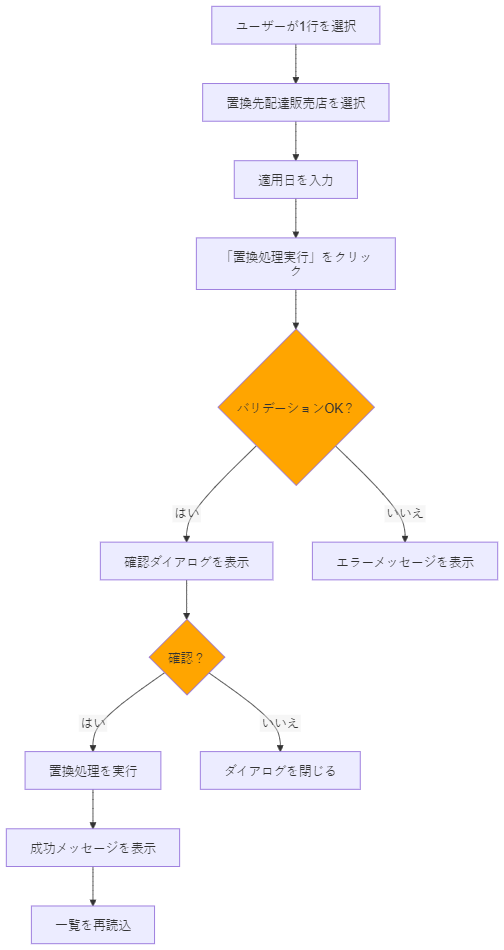 ユーザーが1行を選択
置換先配達販売店を選択
適用日を入力
「置換処理実行」をクリッ
ク
バリデーションOK？
はい
いいえ
確認ダイアログを表示
エラーメッセージを表示
確認？
はい
いいえ
置換処理を実行
ダイアログを閉じる
成功メッセージを表示
一覧を再読込